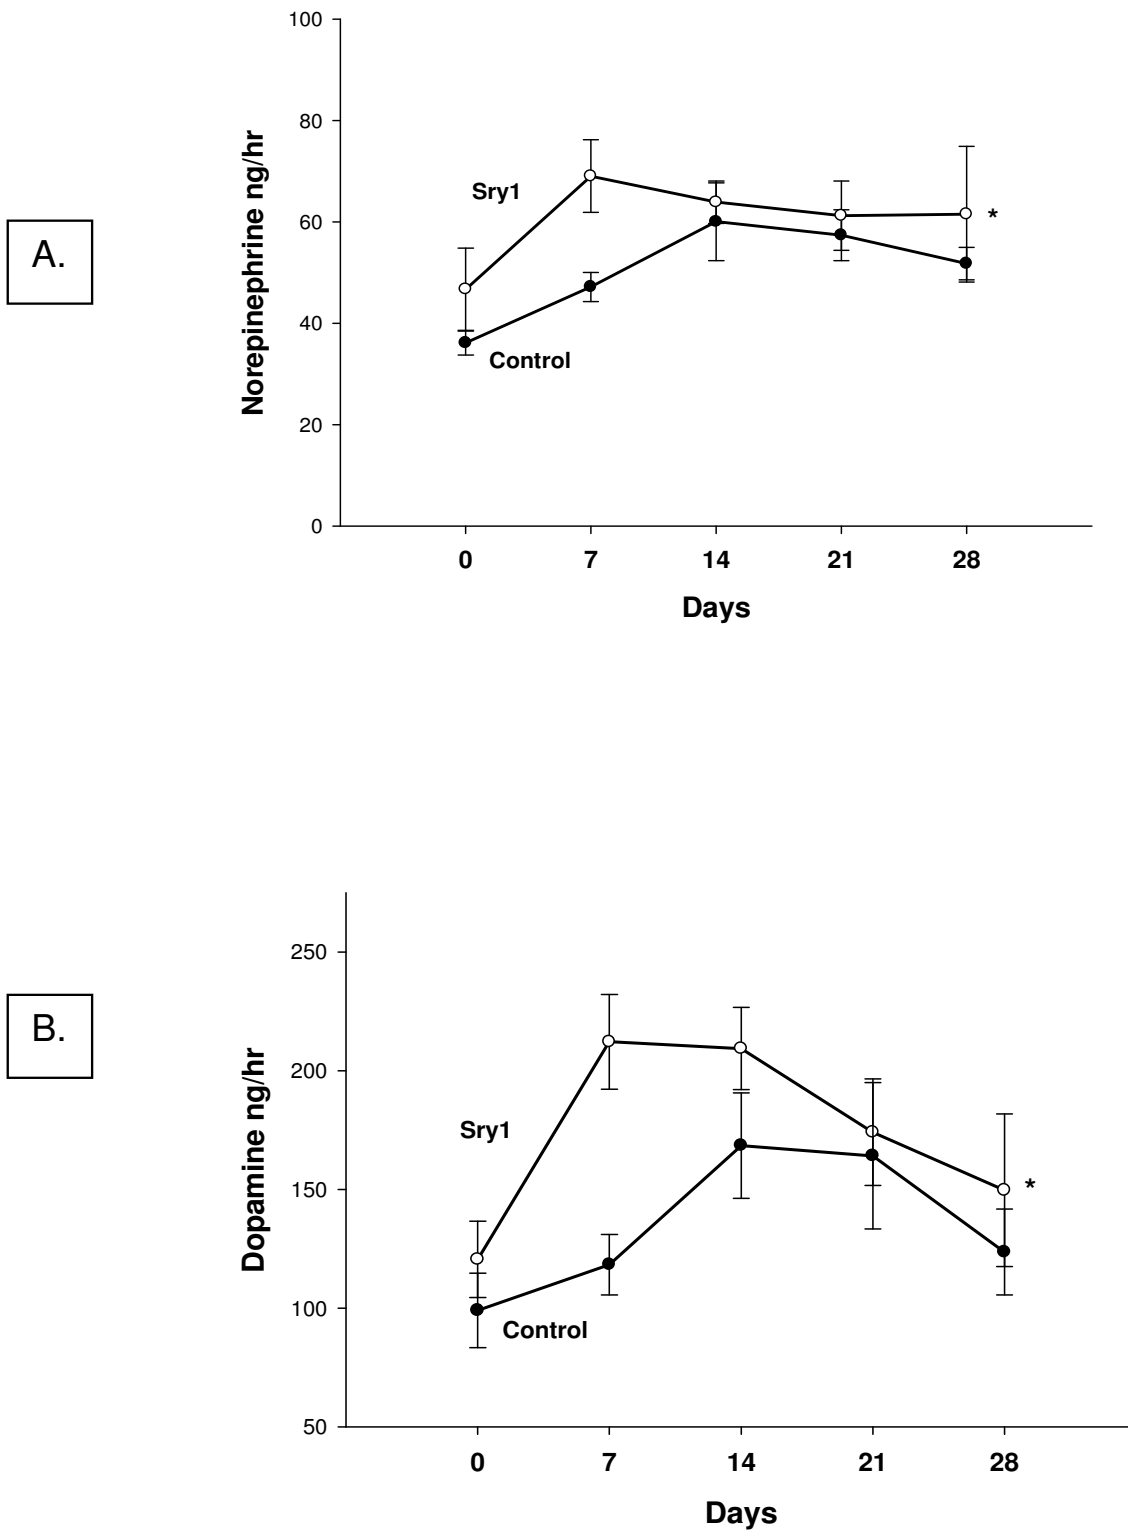 A.
Norepinephrine ng/hr
100
80
60
40
20
0
Sry1
*
Control
0 7 14 21 28
Days
B.
Dopamine ng/hr
250
200
150
100
50
Sry1
*
Control
0 7 14 21 28
Days